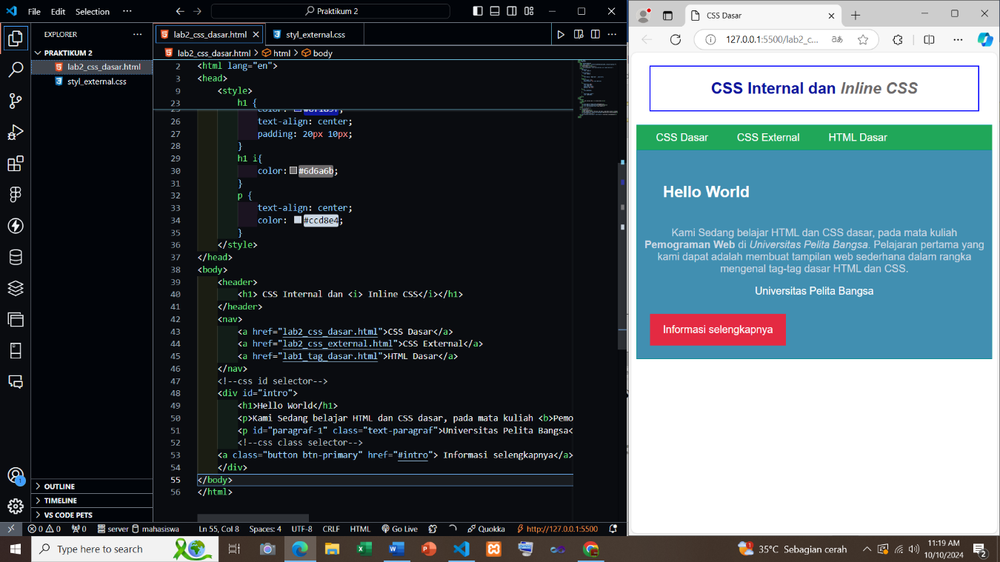 File Edit Selection ··· Praktikum 2
EXPLORER ···
PRAKTIKUM 2
lab2_css_dasar.html
styl_external.css
OUTLINE
TIMELINE
VS CODE PETS
lab2_css_dasar.html styl_external.css
lab2_css_dasar.html > html > body
2 <html lang="en">
3 <head>
9 <style>
23 h1 {
26 text-align: center;
27 padding: 20px 10px;
28 }
29 h1 i{
30 color: #6d6a6b;
31 }
32 p {
33 text-align: center;
34 color: #ccd8e4;
35 }
36 </style>
37 </head>
38 <body>
39 <header>
40 <h1> CSS Internal dan <i> Inline CSS</i></h1>
41 </header>
42 <nav>
43 <a href="lab2_css_dasar.html">CSS Dasar</a>
44 <a href="lab2_css_external.html">CSS External</a>
45 <a href="lab1_tag_dasar.html">HTML Dasar</a>
46 </nav>
47 <!--css id selector-->
48 <div id="intro">
49 <h1>Hello World</h1>
50 <p>Kami Sedang belajar HTML dan CSS dasar, pada mata kuliah <b>Pemo
51 <p id="paragraf-1" class="text-paragraf">Universitas Pelita Bangsa<
52 <!--css class selector-->
53 <a class="button btn-primary" href="#intro"> Informasi selengkapnya</a>
54 </div>
55 </body>
56 </html>
0 0 0 server mahasiswa Ln 55, Col 8 Spaces: 4 UTF-8 CRLF HTML Go Live Quokka http://127.0.0.1:5500
1
CSS Dasar
127.0.0.1:5500/lab2_c...
CSS Internal dan Inline CSS
CSS Dasar CSS External HTML Dasar
Hello World
Kami Sedang belajar HTML dan CSS dasar, pada mata kuliah
Pemograman Web di Universitas Pelita Bangsa. Pelajaran pertama yang
kami dapat adalah membuat tampilan web sederhana dalam rangka
mengenal tag-tag dasar HTML dan CSS.
Universitas Pelita Bangsa
Informasi selengkapnya
Type here to search
35°C Sebagian cerah
11:19 AM
10/10/2024
2